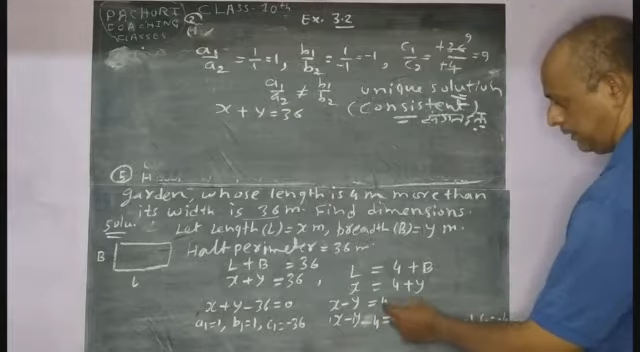 PACHORI
COACHING
CLASSES
CLASS-10th
Ex. 3.2
a₁/a₂ = 1/1 = 1, b₁/b₂ = 1/-1 = -1, c₁/c₂ = +36/+4 = 9
9
a₁/a₂ ≠ b₁/b₂ unique solution
x + y = 36 (consistent)
⑤
garden, whose length is 4 m more than
its width is 36 m. Find dimensions.
Solu. Let length (L) = x m, breadth (B) = y m.
Half perimeter = 36 m.
B
L
L + B = 36
L = 4 + B
x + y = 36,
x = 4 + y
x + y - 36 = 0
x - y = 4
a₁=1, b₁=1, c₁=-36
x - y - 4 =